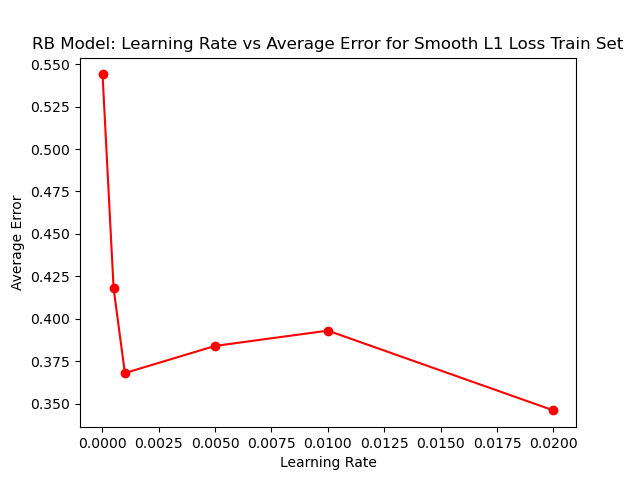 RB Model: Learning Rate vs Average Error for Smooth L1 Loss Train Set
0.550
0.525
0.500
0.475
0.450
0.425
0.400
0.375
0.350
Average Error
0.0000 0.0025 0.0050 0.0075 0.0100 0.0125 0.0150 0.0175 0.0200
Learning Rate